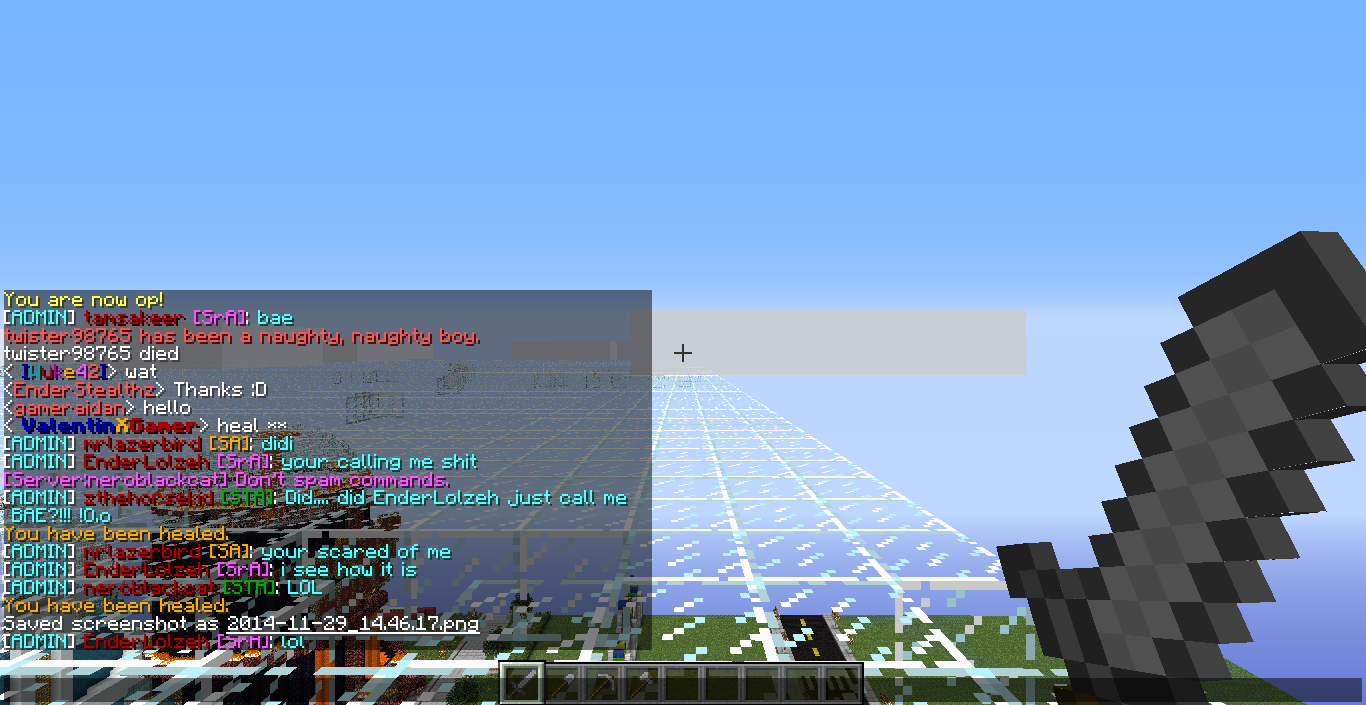 You are now op!
[ADMIN] tamsakeer [SrA]: bae
twister98765 has been a naughty, naughty boy.
twister98765 died
< IWuke42I> wat
<EnderStealthz> Thanks :D
<gameraidan> hello
< ValentinXGamer> heal **
[ADMIN] mrlazerbird [SA]: didi
[ADMIN] EnderLolzeh [SrA]: your calling me shit
[Server:neroblackcat] Don't spam commands.
[ADMIN] z1thehorsekid [STA]: Did.... did EnderLolzeh just call me
BAE?!!! !O.o
You have been healed.
[ADMIN] mrlazerbird [SA]: your scared of me
[ADMIN] EnderLolzeh [SrA]: i see how it is
[ADMIN] neroblackcat [STA]: LOL
You have been healed.
Saved screenshot as 2014-11-29_14.46.17.png
[ADMIN] EnderLolzeh [SrA]: lol